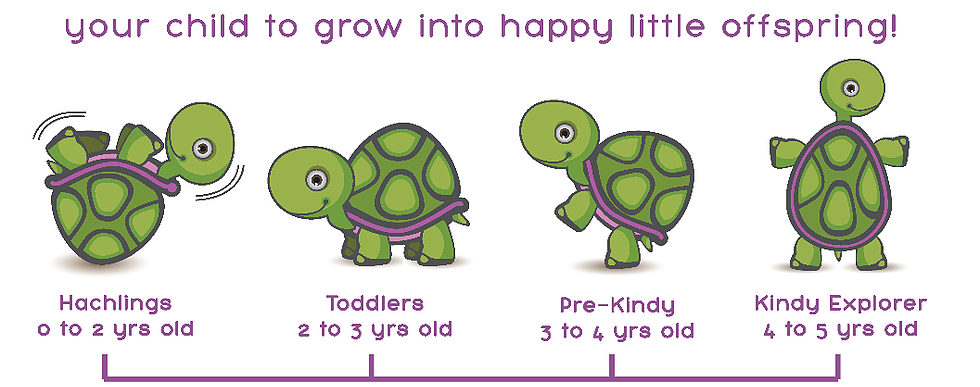 your child to grow into happy little offspring!
Hachlings
0 to 2 yrs old
Toddlers
2 to 3 yrs old
Pre-Kindy
3 to 4 yrs old
Kindy Explorer
4 to 5 yrs old